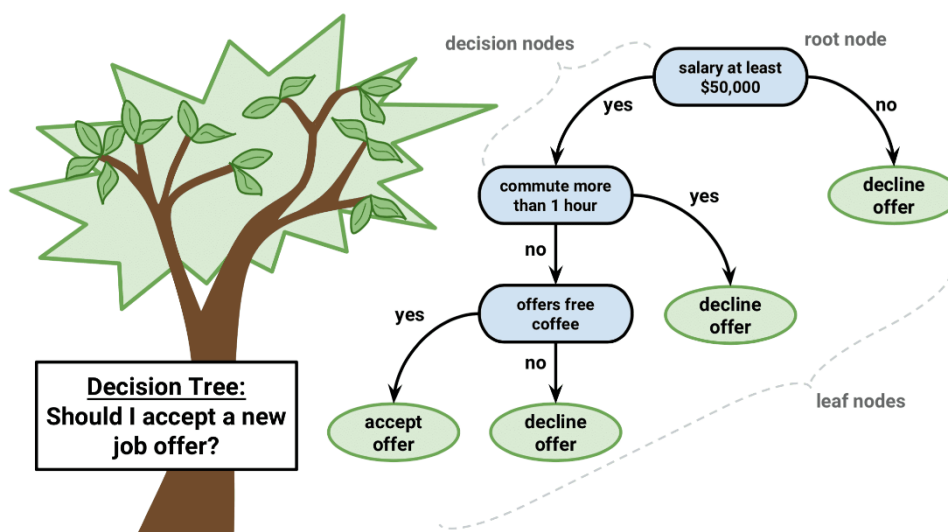 decision nodes
root node
salary at least
$50,000
yes
no
commute more
than 1 hour
decline
offer
yes
no
offers free
coffee
decline
offer
yes
no
Decision Tree:
Should I accept a new
job offer?
accept
offer
decline
offer
leaf nodes